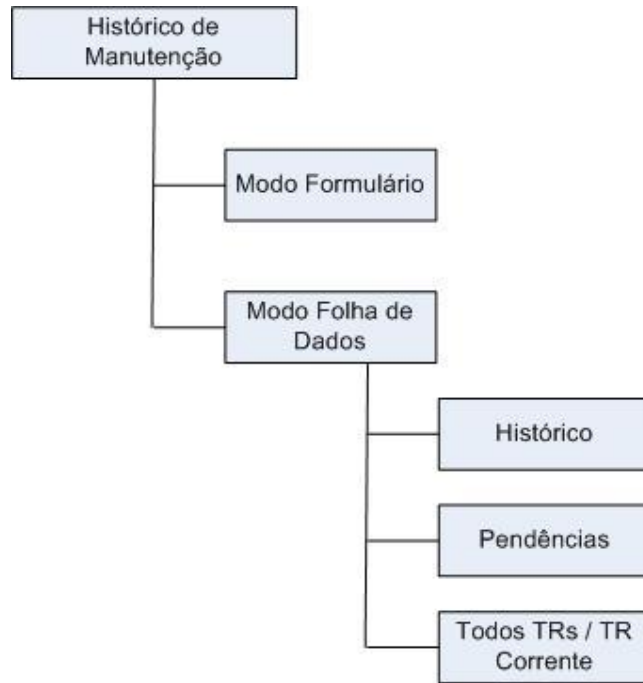 Histórico de
Manutenção
Modo Formulário
Modo Folha de
Dados
Histórico
Pendências
Todos TRs / TR
Corrente